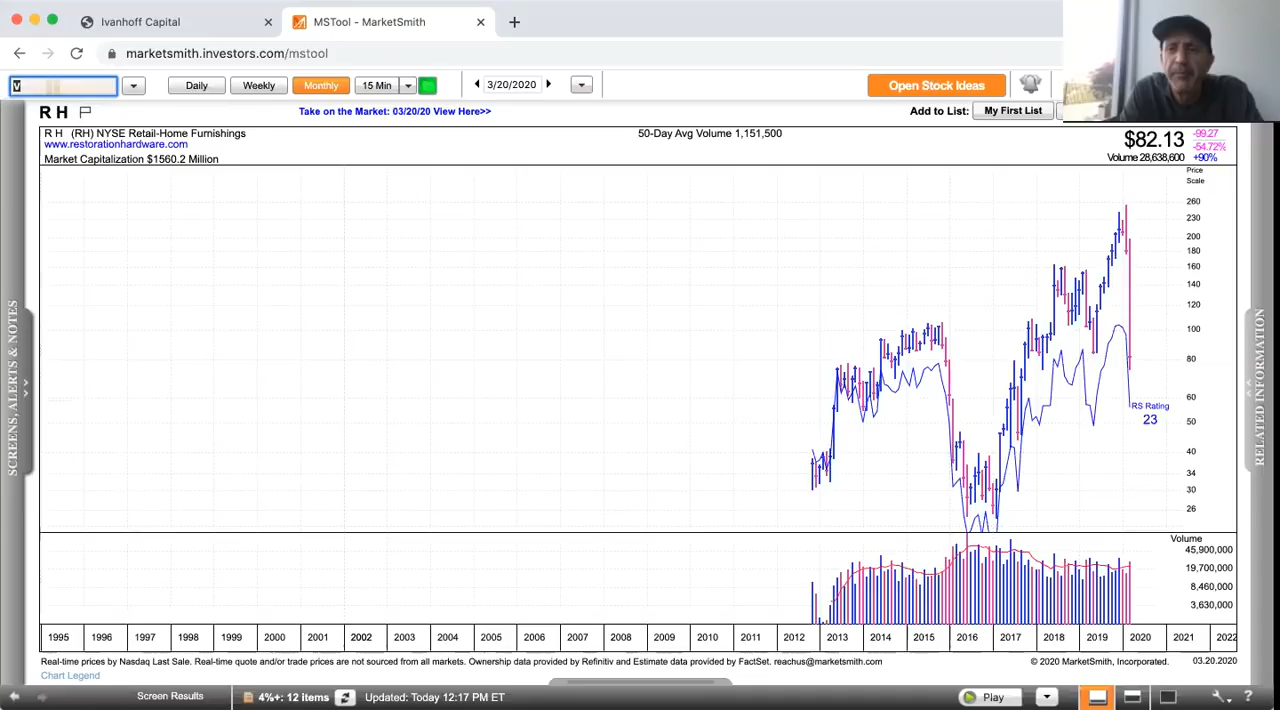 Ivanhoff Capital
MSTool - MarketSmith
marketsmith.investors.com/mstool
V
Daily
Weekly
Monthly
15 Min
3/20/2020
Open Stock Ideas
R H
Take on the Market: 03/20/20 View Here>>
Add to List:
My First List
R H (RH) NYSE Retail-Home Furnishings
50-Day Avg Volume 1,151,500
$82.13
-99.27
www.restorationhardware.com
-54.72%
Market Capitalization $1560.2 Million
Volume 28,638,600
+90%
Price
Scale
260
230
200
180
160
140
120
100
80
60
50
40
34
30
26
RS Rating
23
SCREENS, ALERTS & NOTES
RELATED INFORMATION
Volume
45,900,000
19,700,000
8,460,000
3,630,000
1995 1996 1997 1998 1999 2000 2001 2002 2003 2004 2005 2006 2007 2008 2009 2010 2011 2012 2013 2014 2015 2016 2017 2018 2019 2020 2021 2022
Real-time prices by Nasdaq Last Sale. Real-time quote and/or trade prices are not sourced from all markets. Ownership data provided by Refinitiv and Estimate data provided by FactSet. reachus@marketsmith.com
© 2020 MarketSmith, Incorporated.
03.20.2020
Chart Legend
Screen Results
4%+: 12 items
Updated: Today 12:17 PM ET
Play
?